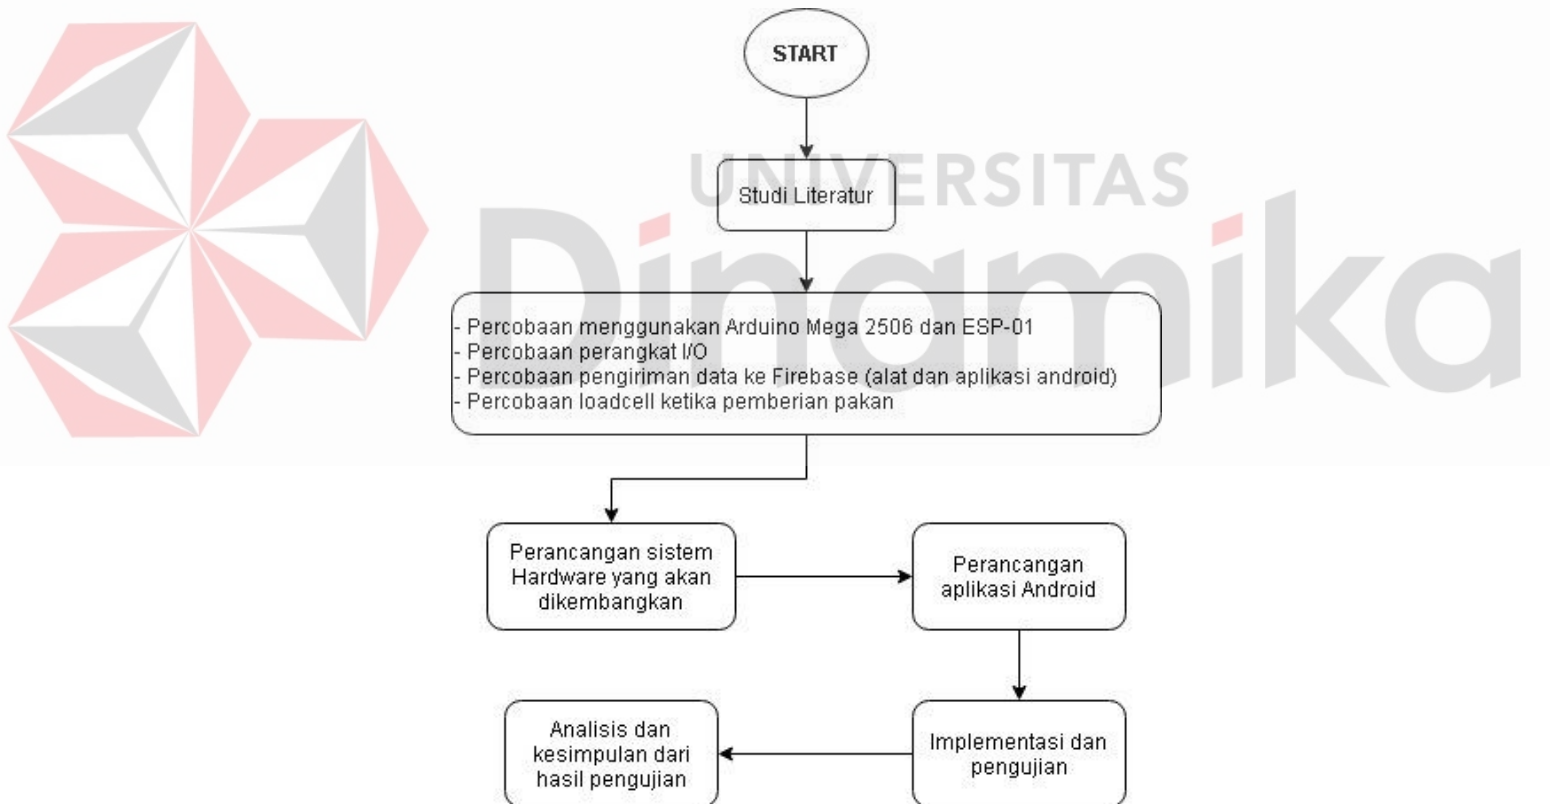 START
UNIVERSITAS
Studi Literatur
Dinamika
- Percobaan menggunakan Arduino Mega 2506 dan ESP-01
- Percobaan perangkat I/O
- Percobaan pengiriman data ke Firebase (alat dan aplikasi android)
- Percobaan loadcell ketika pemberian pakan
Perancangan sistem
Hardware yang akan
dikembangkan
Perancangan
aplikasi Android
Implementasi dan
pengujian
Analisis dan
kesimpulan dari
hasil pengujian